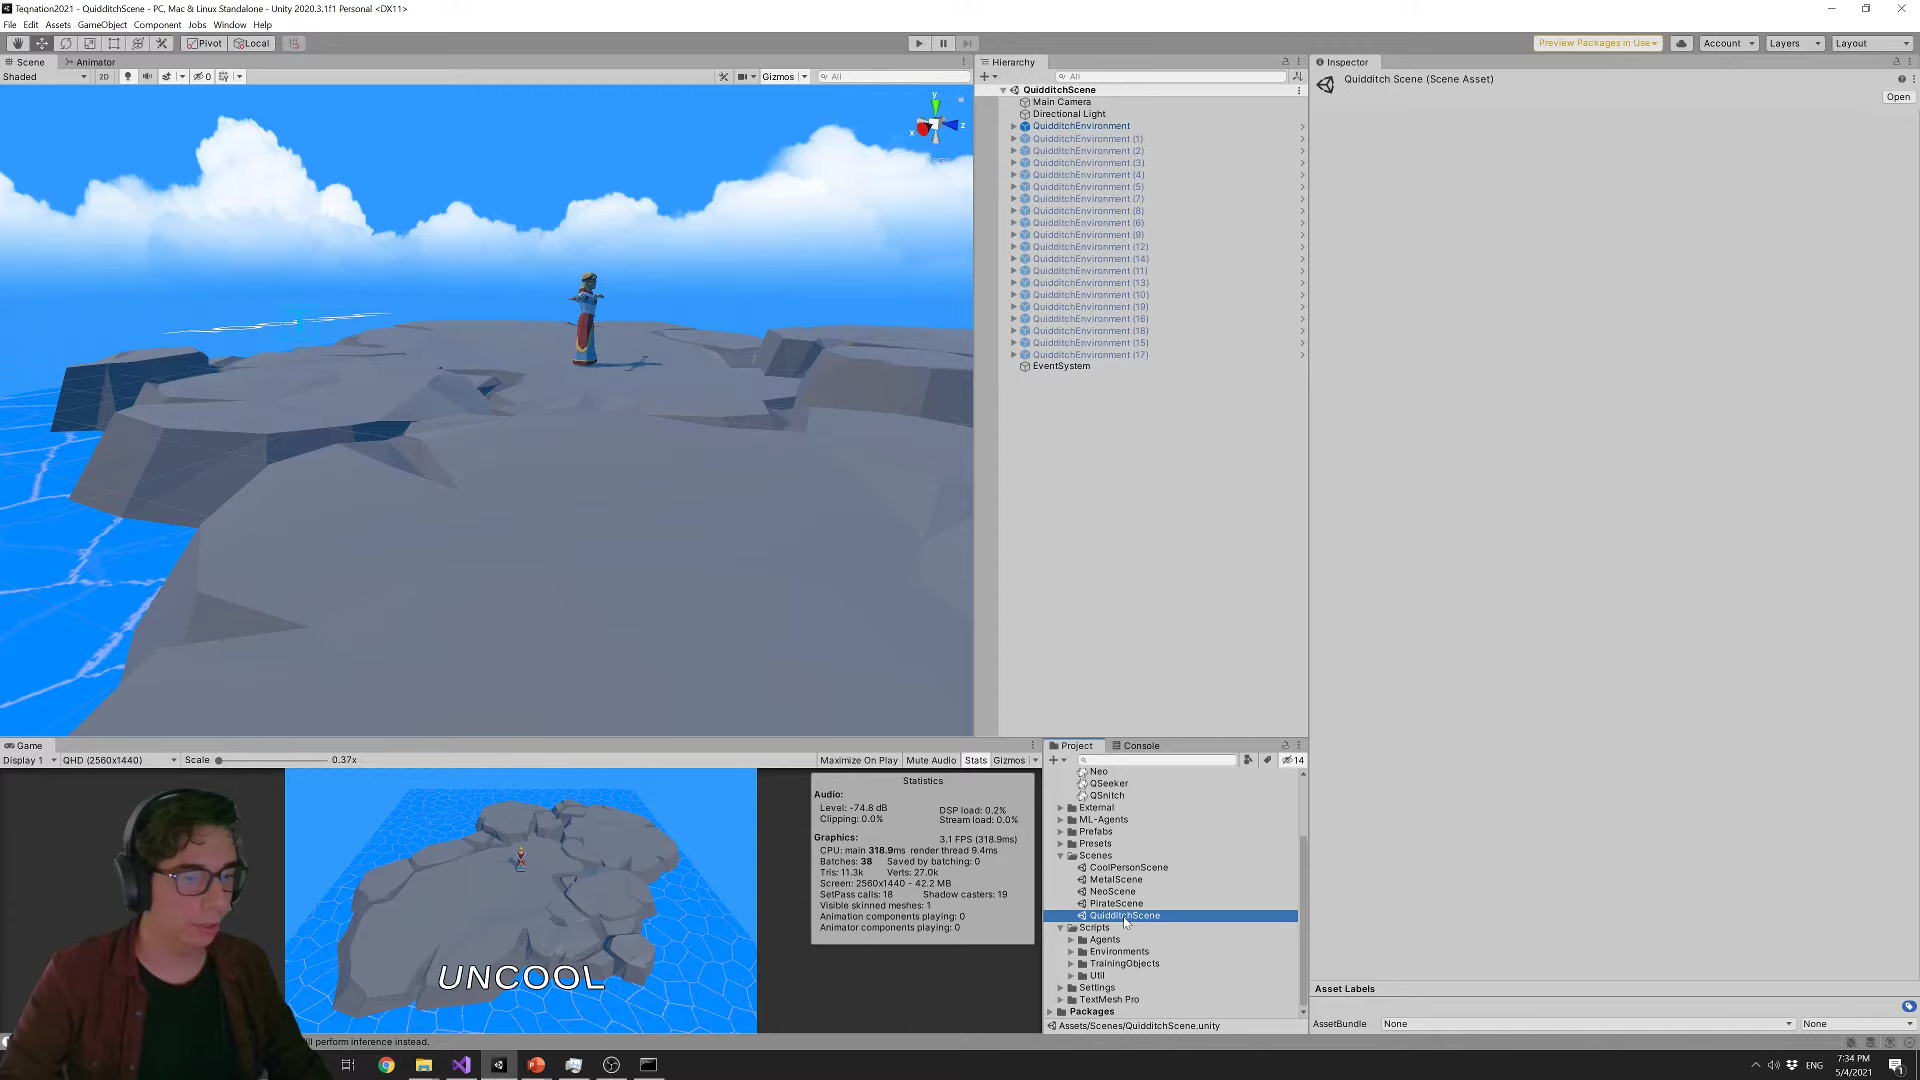 Teqnation2021 - QuidditchScene - PC, Mac & Linux Standalone - Unity 2020.3.1f1 Personal <DX11>
File Edit Assets GameObject Component Jobs Window Help
Pivot Local Preview Packages in Use Account Layers Layout
Scene Animator
Shaded 2D 0 Gizmos All
y
x z
Hierarchy
All
QuidditchScene
Main Camera
Directional Light
QuidditchEnvironment
QuidditchEnvironment (1)
QuidditchEnvironment (2)
QuidditchEnvironment (3)
QuidditchEnvironment (4)
QuidditchEnvironment (5)
QuidditchEnvironment (7)
QuidditchEnvironment (8)
QuidditchEnvironment (6)
QuidditchEnvironment (9)
QuidditchEnvironment (12)
QuidditchEnvironment (14)
QuidditchEnvironment (11)
QuidditchEnvironment (13)
QuidditchEnvironment (10)
QuidditchEnvironment (19)
QuidditchEnvironment (16)
QuidditchEnvironment (18)
QuidditchEnvironment (15)
QuidditchEnvironment (17)
EventSystem
Inspector
Quidditch Scene (Scene Asset)
Open
Game
Display 1 QHD (2560x1440) Scale 0.37x Maximize On Play Mute Audio Stats Gizmos
Statistics
Audio:
Level: -74.8 dB DSP load: 0.2%
Clipping: 0.0% Stream load: 0.0%
Graphics: 3.1 FPS (318.9ms)
CPU: main 318.9ms render thread 9.4ms
Batches: 38 Saved by batching: 0
Tris: 11.3k Verts: 27.0k
Screen: 2560x1440 - 42.2 MB
SetPass calls: 18 Shadow casters: 19
Visible skinned meshes: 1
Animation components playing: 0
Animator components playing: 0
UNCOOL
Project Console
14
Neo
QSeeker
QSnitch
External
ML-Agents
Prefabs
Presets
Scenes
CoolPersonScene
MetalScene
NeoScene
PirateScene
QuidditchScene
Scripts
Agents
Environments
TrainingObjects
Util
Settings
TextMesh Pro
Packages
Assets/Scenes/QuidditchScene.unity
Asset Labels
AssetBundle None None
ll perform inference instead.
ENG
7:34 PM
5/4/2021
1